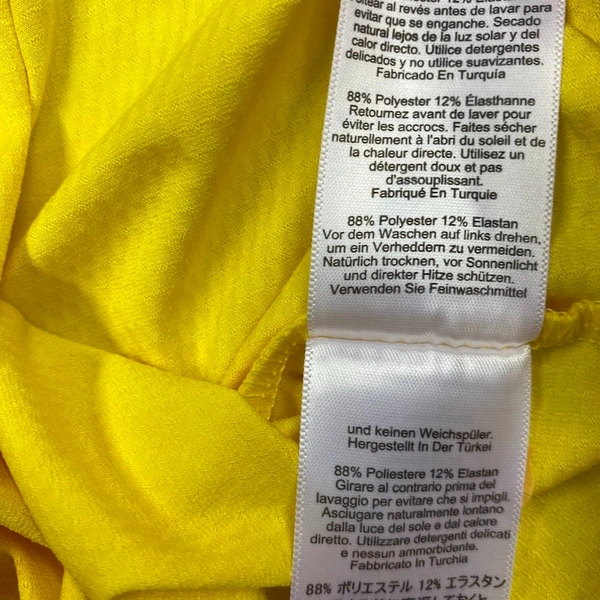 Voltear al revés antes de lavar para
evitar que se enganche. Secado
natural lejos de la luz solar y del
calor directo. Utilice detergentes
delicados y no utilice suavizantes.
Fabricado En Turquía
88% Polyester 12% Élasthanne
Retournez avant de laver pour
éviter les accrocs. Faites sécher
naturellement à l'abri du soleil et de
la chaleur directe. Utilisez un
détergent doux et pas
d'assouplissant.
Fabriqué En Turquie
88% Polyester 12% Elastan
Vor dem Waschen auf links drehen,
um ein Verheddern zu vermeiden.
Natürlich trocknen, vor Sonnenlicht
und direkter Hitze schützen.
Verwenden Sie Feinwaschmittel
und keinen Weichspüler.
Hergestellt In Der Türkei
88% Poliestere 12% Elastan
Girare al contrario prima del
lavaggio per evitare che si impigli.
Asciugare naturalmente lontano
dalla luce del sole e dal calore
diretto. Utilizzare detergenti delicati
e nessun ammorbidente.
Fabbricato In Turchia
88% ポリエステル 12% エラスタン